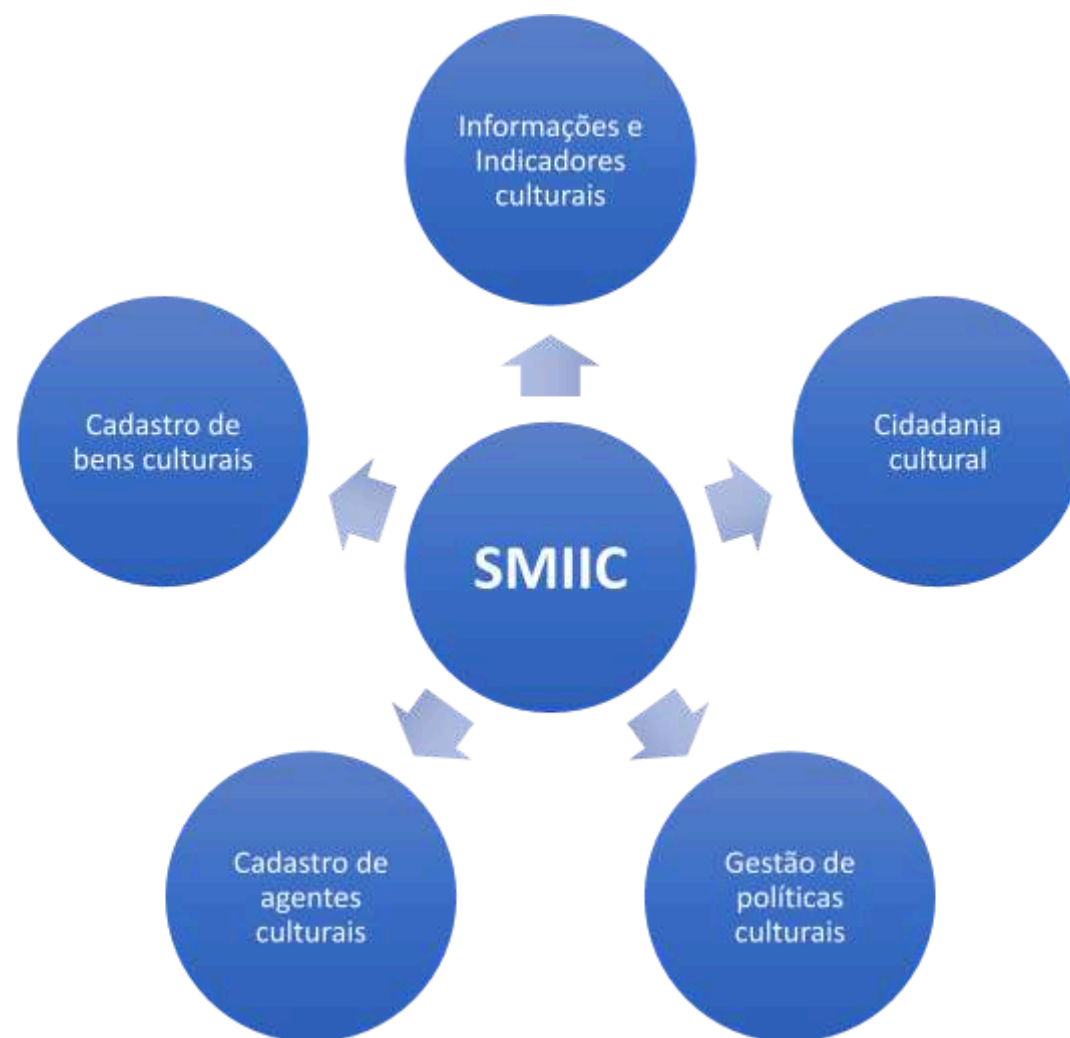 Informações e
Indicadores
culturais
Cidadania
cultural
Gestão de
políticas
culturais
Cadastro de
agentes
culturais
Cadastro de
bens culturais
SMIIC